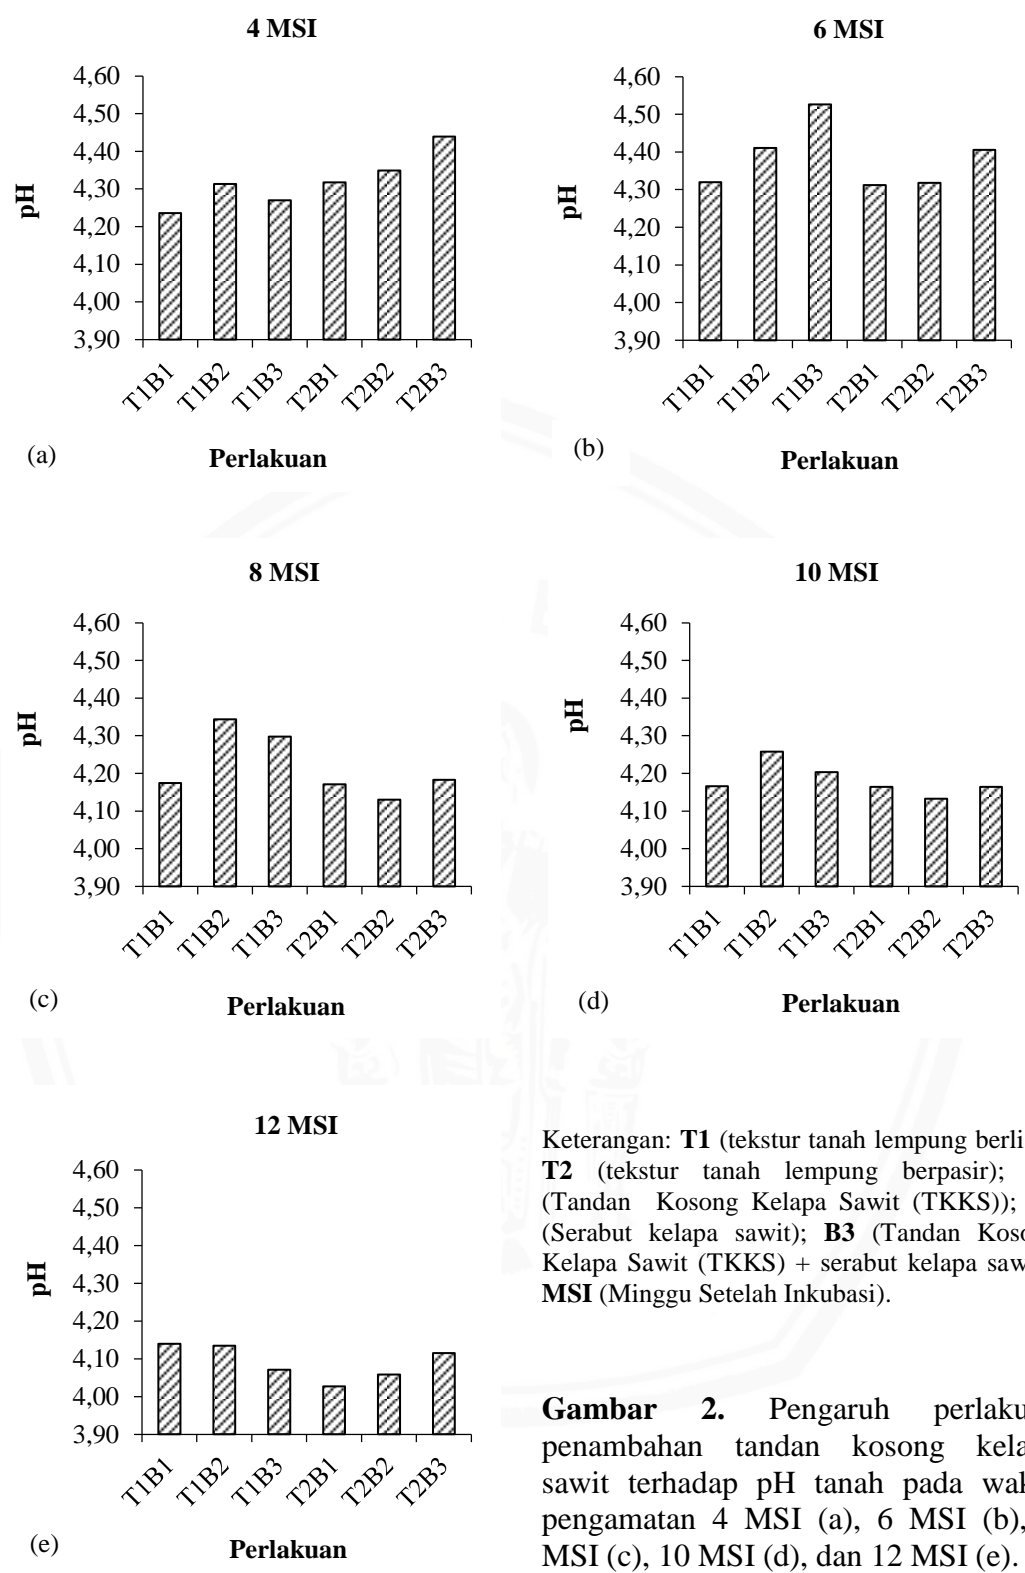 4 MSI
4,60
4,50
4,40
4,30
4,20
4,10
4,00
3,90
pH
T1B1 T1B2 T1B3 T2B1 T2B2 T2B3
(a)
Perlakuan
6 MSI
4,60
4,50
4,40
4,30
4,20
4,10
4,00
3,90
pH
T1B1 T1B2 T1B3 T2B1 T2B2 T2B3
(b)
Perlakuan
8 MSI
4,60
4,50
4,40
4,30
4,20
4,10
4,00
3,90
pH
T1B1 T1B2 T1B3 T2B1 T2B2 T2B3
(c)
Perlakuan
10 MSI
4,60
4,50
4,40
4,30
4,20
4,10
4,00
3,90
pH
T1B1 T1B2 T1B3 T2B1 T2B2 T2B3
(d)
Perlakuan
12 MSI
4,60
4,50
4,40
4,30
4,20
4,10
4,00
3,90
pH
T1B1 T1B2 T1B3 T2B1 T2B2 T2B3
(e)
Perlakuan
Keterangan: T1 (tekstur tanah lempung
T2 (tekstur tanah lempung berpasir);
(Tandan Kosong Kelapa Sawit (TKKS));
(Serabut kelapa sawit); B3 (Tandan
Kelapa Sawit (TKKS) + serabut kelapa
MSI (Minggu Setelah Inkubasi).
Gambar 2. Pengaruh
penambahan tandan kosong
sawit terhadap pH tanah pada
pengamatan 4 MSI (a), 6 MSI (b),
MSI (c), 10 MSI (d), dan 12 MSI (e).